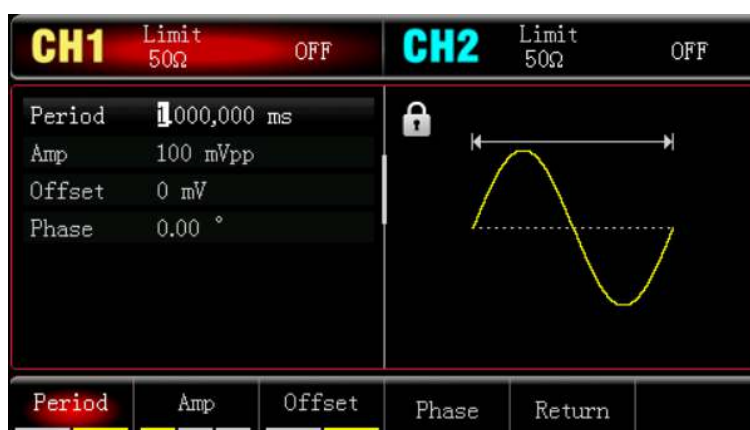 CH1 Limit 50Ω OFF
CH2 Limit 50Ω OFF
Period 1.000,000 ms
Amp 100 mVpp
Offset 0 mV
Phase 0.00 °
Period Amp Offset Phase Return